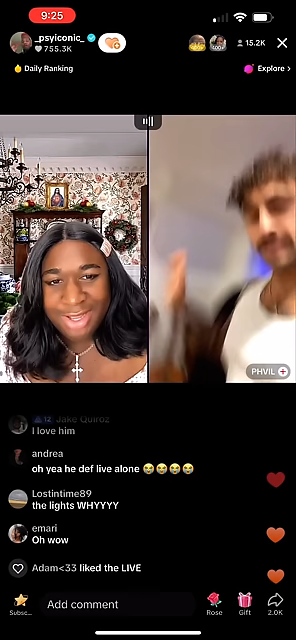 9:25
_psyiconic_
755.3K
15.2K
Daily Ranking
Explore >
PHVIL
12 Jake Quiroz
I love him
andrea
oh yea he def live alone 😭😭😭😭
Lostintime89
the lights WHYYYY
emari
Oh wow
Adam<33 liked the LIVE
Subsc...
Add comment
Rose
Gift
2.0K